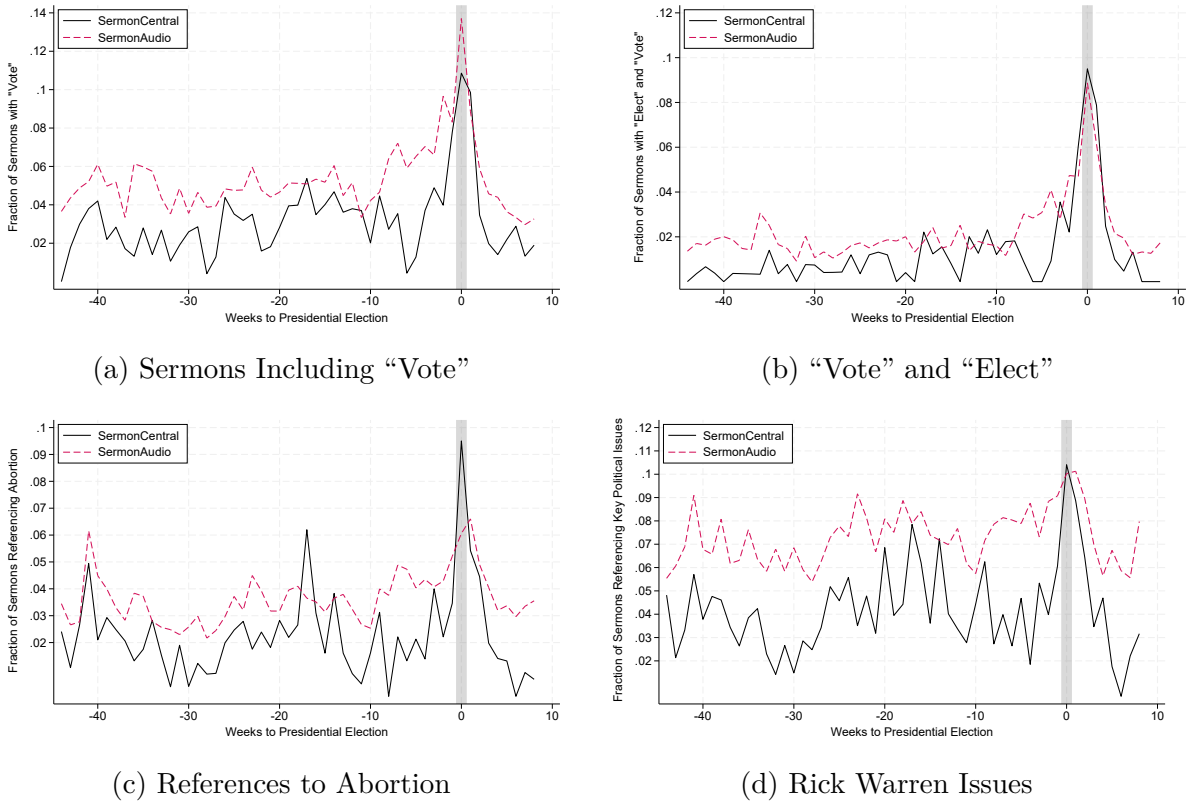 Fraction of Sermons with "Vote"
.14
.12
.1
.08
.06
.04
.02
SermonCentral
SermonAudio
-40
-30
-20
-10
0
10
Weeks to Presidential Election
(a) Sermons Including “Vote”
Fraction of Sermons with "Elect" and "Vote"
.12
.1
.08
.06
.04
.02
SermonCentral
SermonAudio
-40
-30
-20
-10
0
10
Weeks to Presidential Election
(b) “Vote” and “Elect”
Fraction of Sermons Referencing Abortion
.1
.09
.08
.07
.06
.05
.04
.03
.02
SermonCentral
SermonAudio
-40
-30
-20
-10
0
10
Weeks to Presidential Election
(c) References to Abortion
Fraction of Sermons Referencing Key Political Issues
.12
.11
.1
.09
.08
.07
.06
.05
.04
.03
.02
SermonCentral
SermonAudio
-40
-30
-20
-10
0
10
Weeks to Presidential Election
(d) Rick Warren Issues